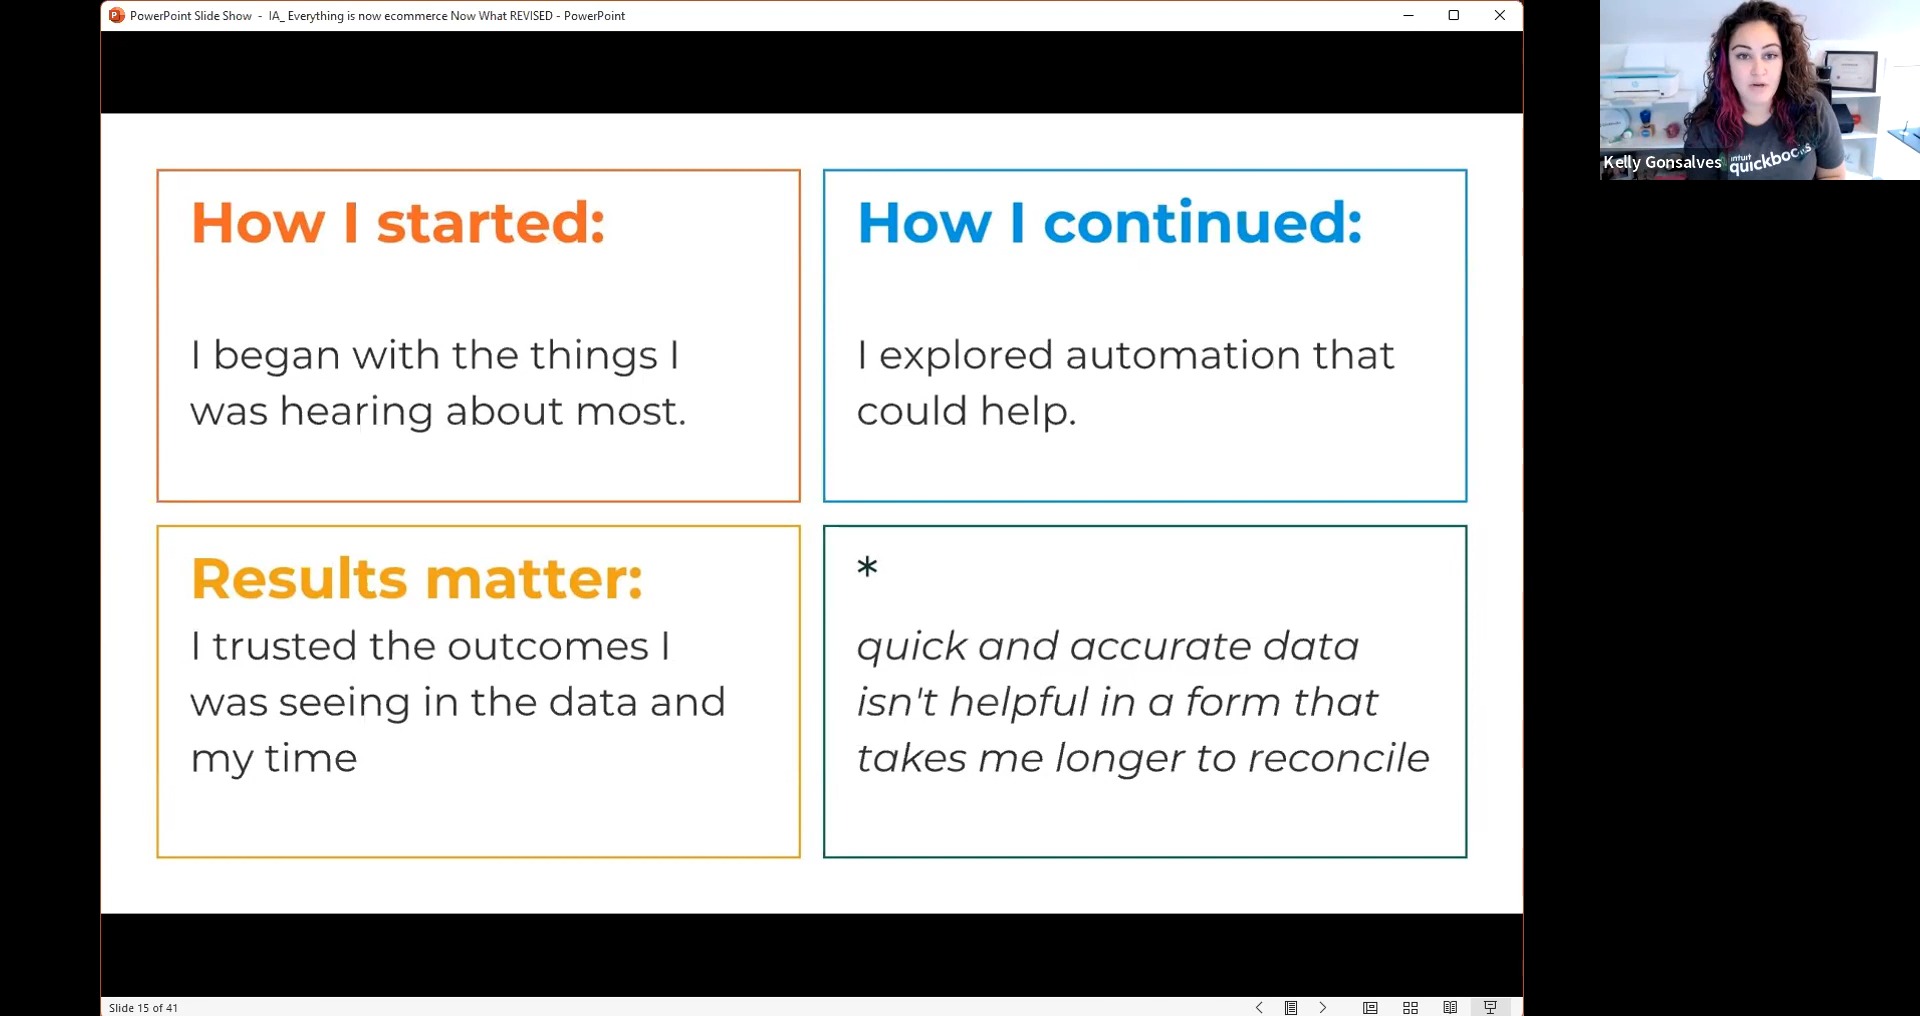 PowerPoint Slide Show - IA_ Everything is now ecommerce Now What REVISED - PowerPoint
How I started:
I began with the things I
was hearing about most.
How I continued:
I explored automation that
could help.
Results matter:
I trusted the outcomes I
was seeing in the data and
my time
*
quick and accurate data
isn't helpful in a form that
takes me longer to reconcile
Kelly Gonsalves
intuit
quickbooks
Slide 15 of 41